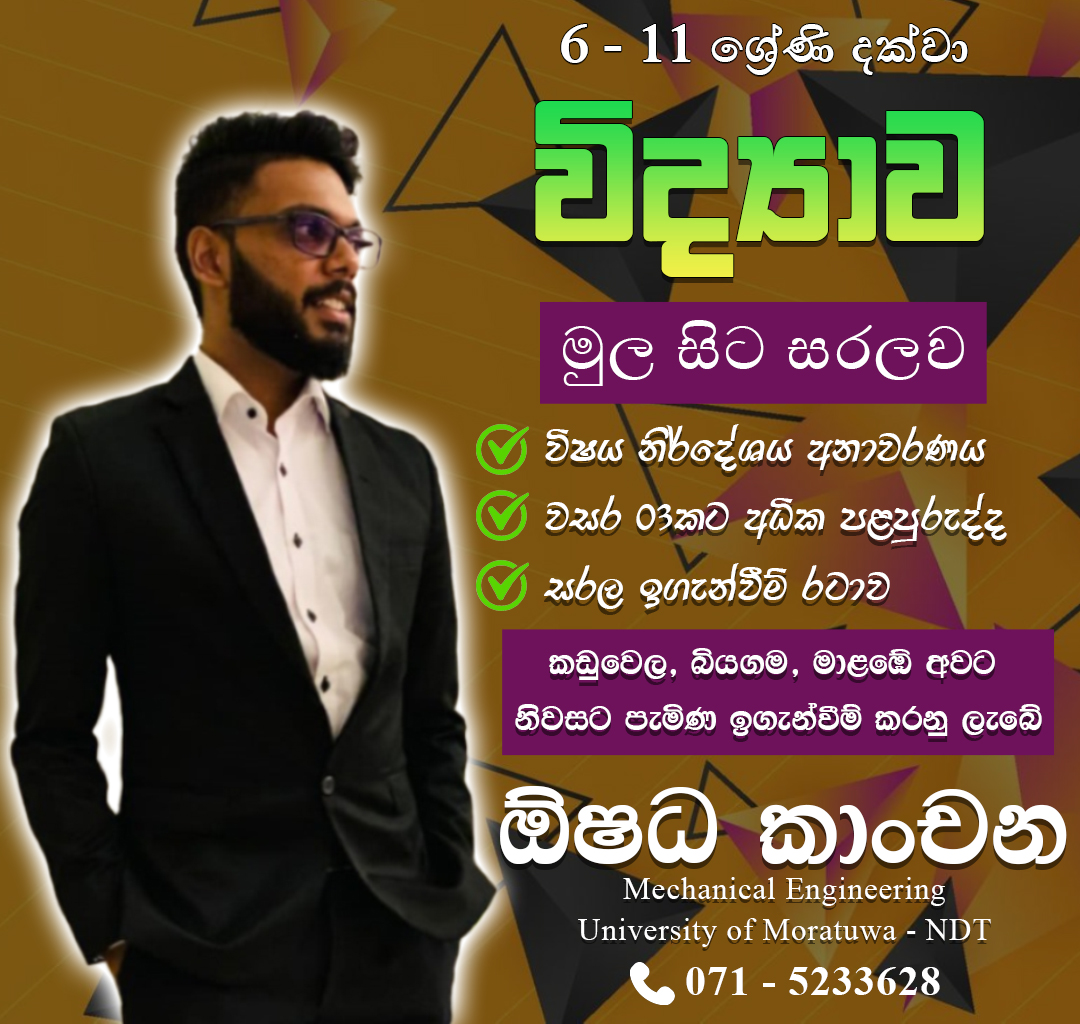 6 - 11 ශ්‍රේණි දක්වා
විද්‍යාව
මුල සිට සරලව
විෂය නිර්දේශය අනාවරණය
වසර 03කට අධික පළපුරුද්ද
සරල ඉගැන්වීම් රටාව
කඩුවෙල, බියගම, මාළඹේ අවට
නිවසට පැමිණ ඉගැන්වීම් කරනු ලැබේ
ඕෂධ කාංචන
Mechanical Engineering
University of Moratuwa - NDT
071 - 5233628